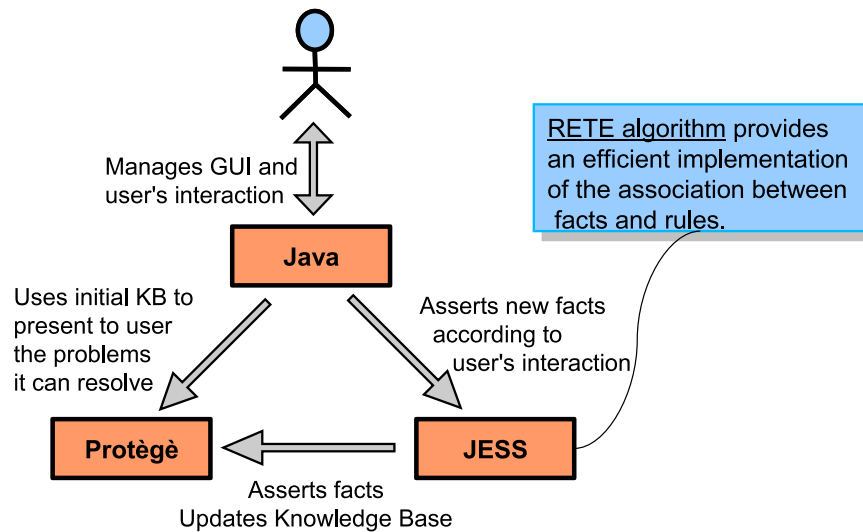 RETE algorithm provides
an efficient implementation
of the association between
facts and rules.
Manages GUI and
user's interaction
Java
Uses initial KB to
present to user
the problems
it can resolve
Asserts new facts
according to
user's interaction
Protègè
JESS
Asserts facts
Updates Knowledge Base